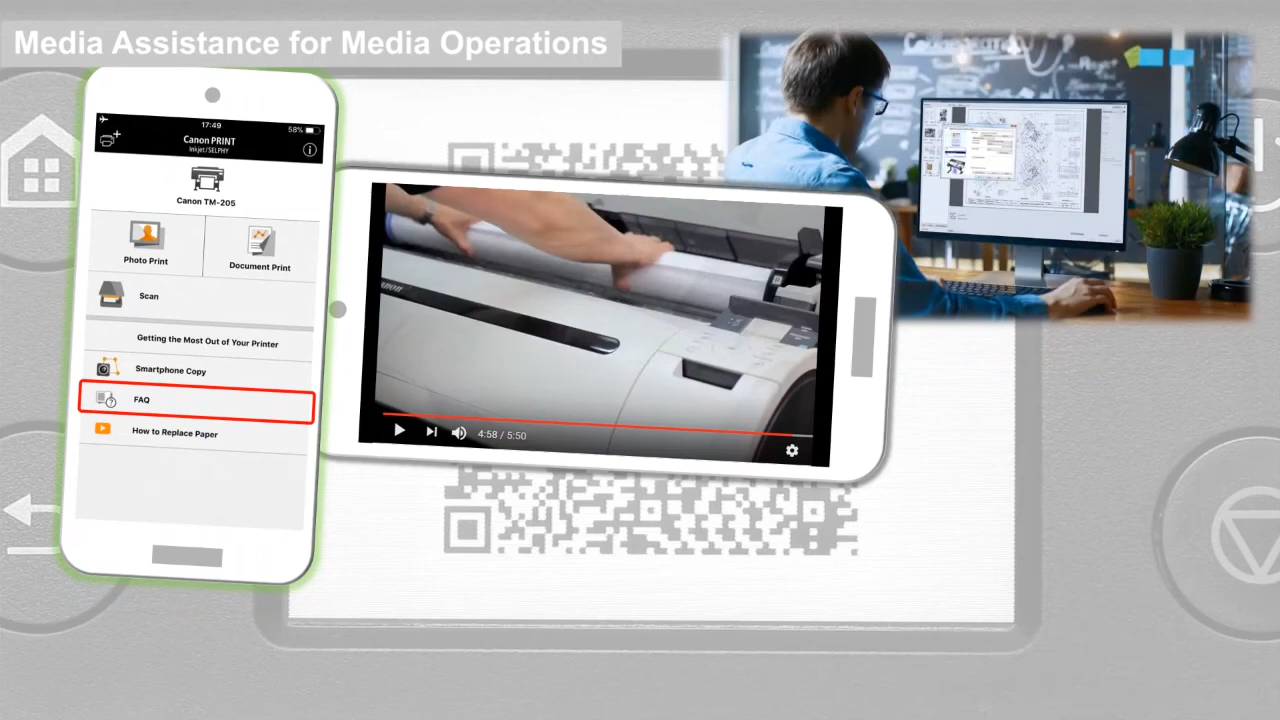 Media Assistance for Media Operations
17:49
58%
Canon PRINT
Inkjet/SELPHY
Canon TM-205
Photo Print
Document Print
Scan
Getting the Most Out of Your Printer
Smartphone Copy
FAQ
How to Replace Paper
4:58 / 5:50